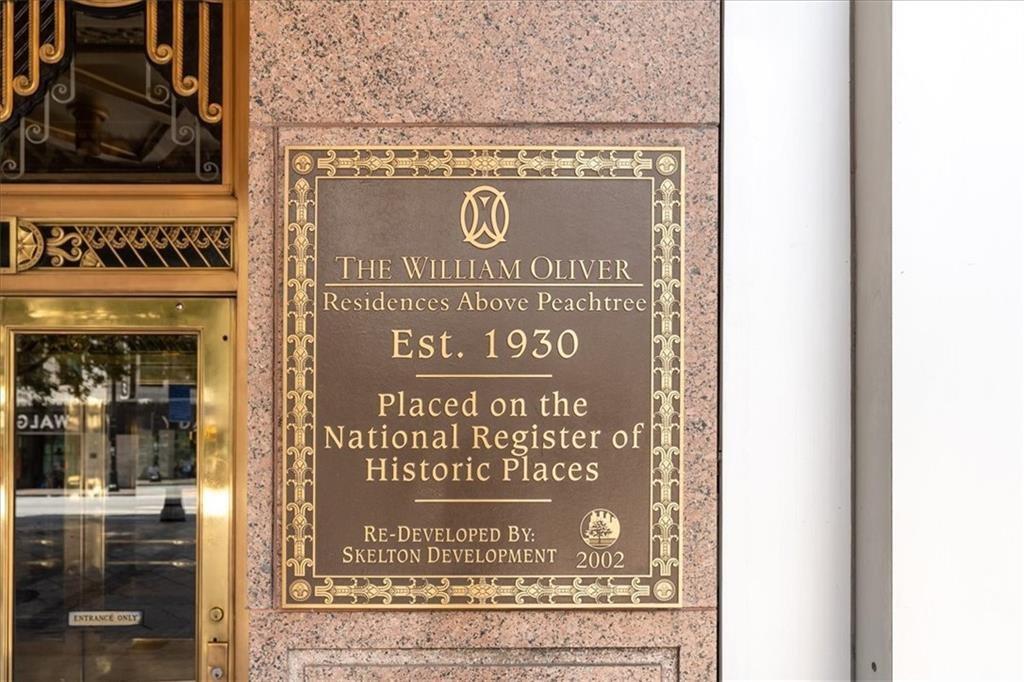 THE WILLIAM OLIVER
RESIDENCES ABOVE PEACHTREE
Est. 1930
Placed on the
National Register of
Historic Places
RE-DEVELOPED BY:
SKELTON DEVELOPMENT
2002
WALG
ENTRANCE ONLY